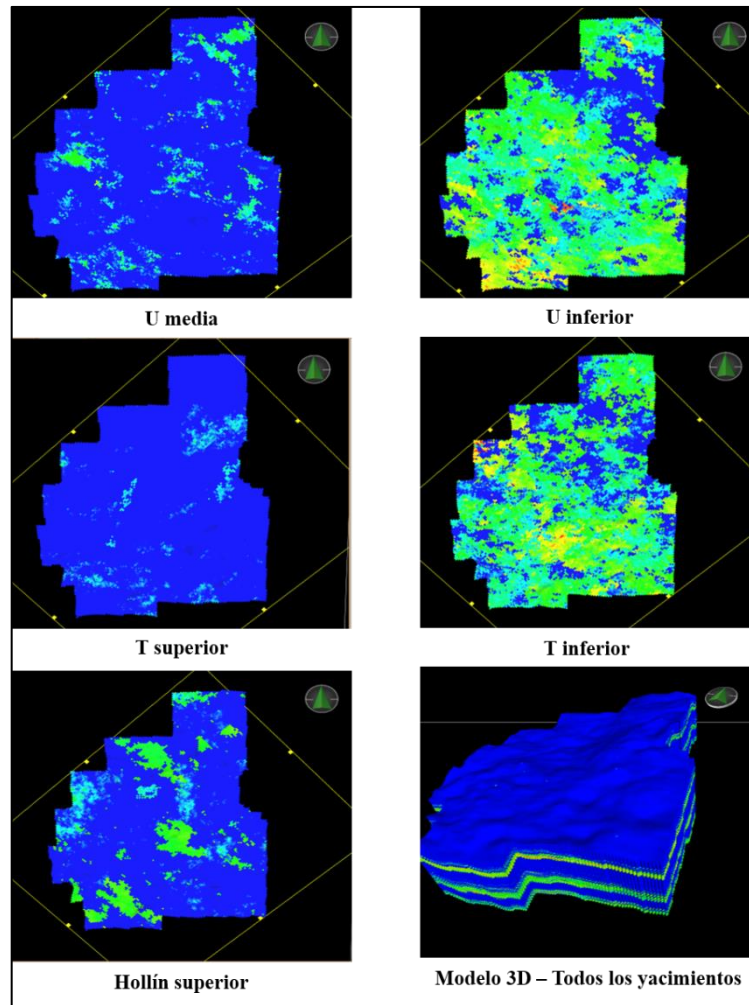 U media
U inferior
T superior
T inferior
Hollín superior
Modelo 3D – Todos los yacimientos